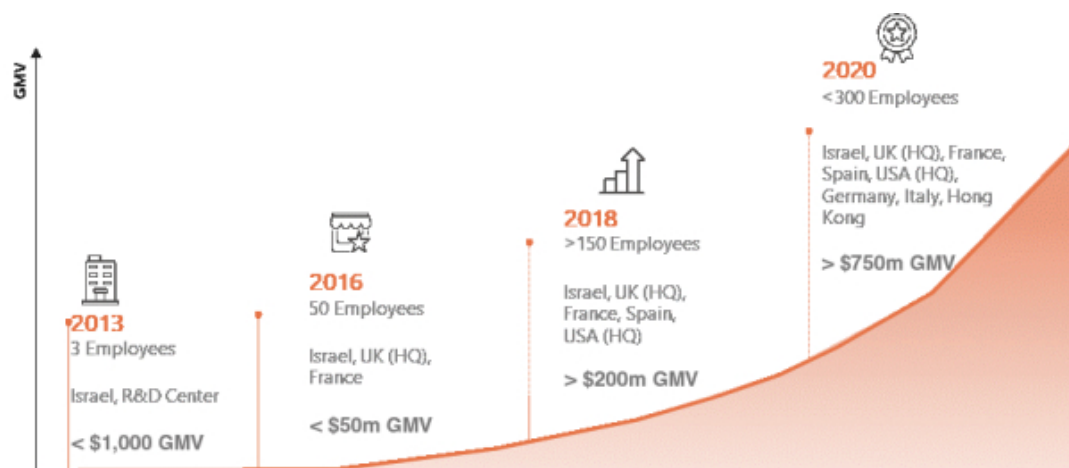 GMV
2013
3 Employees
Israel, R&D Center
< $1,000 GMV
2016
50 Employees
Israel, UK (HQ),
France
< $50m GMV
2018
>150 Employees
Israel, UK (HQ),
France, Spain,
USA (HQ)
> $200m GMV
2020
<300 Employees
Israel, UK (HQ), France,
Spain, USA (HQ),
Germany, Italy, Hong
Kong
> $750m GMV